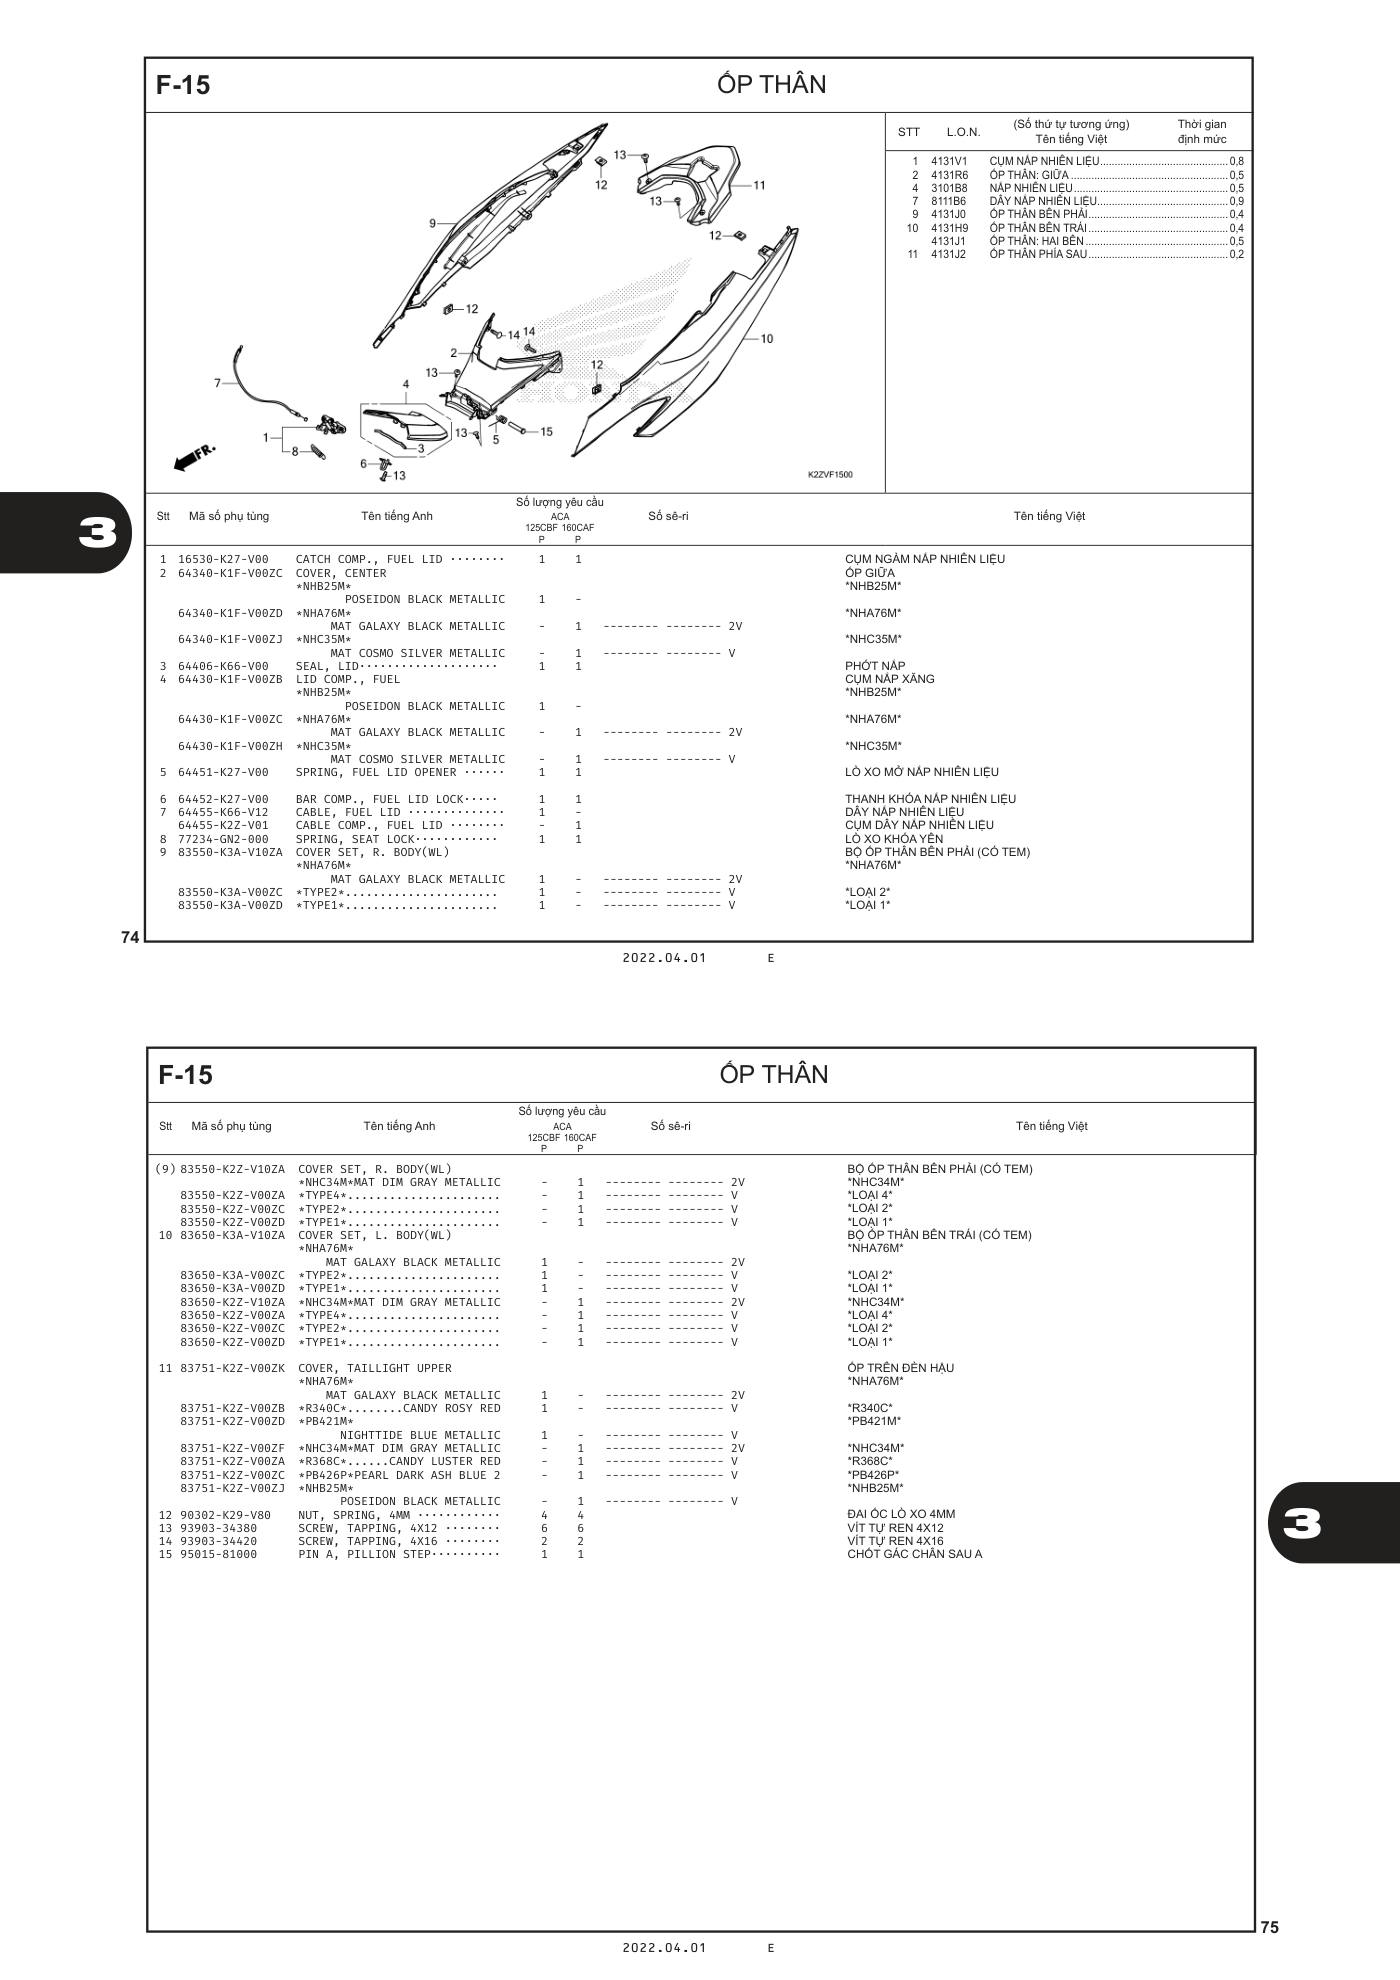 F-15 ỐP THÂN
13 12 11 9 13 12 12 14 14 2 10 12 13 4 7 1 13 5 15 8 3 6 13
FR.
HONDA
K2ZVF1500
STT L.O.N. (Số thứ tự tương ứng) Tên tiếng Việt Thời gian định mức
1 4131V1 CỤM NẮP NHIÊN LIỆU 0,8
2 4131R6 ỐP THÂN: GIỮA 0,5
4 3101B8 NẮP NHIÊN LIỆU 0,5
7 8111B6 DÂY NẮP NHIÊN LIỆU 0,9
9 4131J0 ỐP THÂN BÊN PHẢI 0,4
10 4131H9 ỐP THÂN BÊN TRÁI 0,4
4131J1 ỐP THÂN: HAI BÊN 0,5
11 4131J2 ỐP THÂN PHÍA SAU 0,2
3
Số lượng yêu cầu
Stt Mã số phụ tùng Tên tiếng Anh ACA Số sê-ri Tên tiếng Việt
125CBF 160CAF
P P
1 16530-K27-V00 CATCH COMP., FUEL LID ········ 1 1 CỤM NGÀM NẮP NHIÊN LIỆU
2 64340-K1F-V00ZC COVER, CENTER ỐP GIỮA
*NHB25M* *NHB25M*
POSEIDON BLACK METALLIC 1 -
64340-K1F-V00ZD *NHA76M* *NHA76M*
MAT GALAXY BLACK METALLIC - 1 -------- -------- 2V
64340-K1F-V00ZJ *NHC35M* *NHC35M*
MAT COSMO SILVER METALLIC - 1 -------- -------- V
3 64406-K66-V00 SEAL, LID···················· 1 1 PHỚT NẮP
4 64430-K1F-V00ZB LID COMP., FUEL CỤM NẮP XĂNG
*NHB25M* *NHB25M*
POSEIDON BLACK METALLIC 1 -
64430-K1F-V00ZC *NHA76M* *NHA76M*
MAT GALAXY BLACK METALLIC - 1 -------- -------- 2V
64430-K1F-V00ZH *NHC35M* *NHC35M*
MAT COSMO SILVER METALLIC - 1 -------- -------- V
5 64451-K27-V00 SPRING, FUEL LID OPENER ······ 1 1 LÒ XO MỞ NẮP NHIÊN LIỆU
6 64452-K27-V00 BAR COMP., FUEL LID LOCK····· 1 1 THANH KHÓA NẮP NHIÊN LIỆU
7 64455-K66-V12 CABLE, FUEL LID ·············· 1 - DÂY NẮP NHIÊN LIỆU
64455-K2Z-V01 CABLE COMP., FUEL LID ········ - 1 CỤM DÂY NẮP NHIÊN LIỆU
8 77234-GN2-000 SPRING, SEAT LOCK············ 1 1 LÒ XO KHÓA YÊN
9 83550-K3A-V10ZA COVER SET, R. BODY(WL) BỘ ỐP THÂN BÊN PHẢI (CÓ TEM)
*NHA76M* *NHA76M*
MAT GALAXY BLACK METALLIC 1 - -------- -------- 2V
83550-K3A-V00ZC *TYPE2*...................... 1 - -------- -------- V *LOẠI 2*
83550-K3A-V00ZD *TYPE1*...................... 1 - -------- -------- V *LOẠI 1*
74
2022.04.01 E
F-15 ỐP THÂN
Số lượng yêu cầu
Stt Mã số phụ tùng Tên tiếng Anh ACA Số sê-ri Tên tiếng Việt
125CBF 160CAF
P P
(9) 83550-K2Z-V10ZA COVER SET, R. BODY(WL) BỘ ỐP THÂN BÊN PHẢI (CÓ TEM)
*NHC34M*MAT DIM GRAY METALLIC - 1 -------- -------- 2V *NHC34M*
83550-K2Z-V00ZA *TYPE4*...................... - 1 -------- -------- V *LOẠI 4*
83550-K2Z-V00ZC *TYPE2*...................... - 1 -------- -------- V *LOẠI 2*
83550-K2Z-V00ZD *TYPE1*...................... - 1 -------- -------- V *LOẠI 1*
10 83650-K3A-V10ZA COVER SET, L. BODY(WL) BỘ ỐP THÂN BÊN TRÁI (CÓ TEM)
*NHA76M* *NHA76M*
MAT GALAXY BLACK METALLIC 1 - -------- -------- 2V
83650-K3A-V00ZC *TYPE2*...................... 1 - -------- -------- V *LOẠI 2*
83650-K3A-V00ZD *TYPE1*...................... 1 - -------- -------- V *LOẠI 1*
83650-K2Z-V10ZA *NHC34M*MAT DIM GRAY METALLIC - 1 -------- -------- 2V *NHC34M*
83650-K2Z-V00ZA *TYPE4*...................... - 1 -------- -------- V *LOẠI 4*
83650-K2Z-V00ZC *TYPE2*...................... - 1 -------- -------- V *LOẠI 2*
83650-K2Z-V00ZD *TYPE1*...................... - 1 -------- -------- V *LOẠI 1*
11 83751-K2Z-V00ZK COVER, TAILLIGHT UPPER ỐP TRÊN ĐÈN HẬU
*NHA76M* *NHA76M*
MAT GALAXY BLACK METALLIC 1 - -------- -------- 2V
83751-K2Z-V00ZB *R340C*........CANDY ROSY RED 1 - -------- -------- V *R340C*
83751-K2Z-V00ZD *PB421M* *PB421M*
NIGHTTIDE BLUE METALLIC 1 - -------- -------- V
83751-K2Z-V00ZF *NHC34M*MAT DIM GRAY METALLIC - 1 -------- -------- 2V *NHC34M*
83751-K2Z-V00ZA *R368C*......CANDY LUSTER RED - 1 -------- -------- V *R368C*
83751-K2Z-V00ZC *PB426P*PEARL DARK ASH BLUE 2 - 1 -------- -------- V *PB426P*
83751-K2Z-V00ZJ *NHB25M* *NHB25M*
POSEIDON BLACK METALLIC - 1 -------- -------- V
12 90302-K29-V80 NUT, SPRING, 4MM ············ 4 4 ĐAI ỐC LÒ XO 4MM
13 93903-34380 SCREW, TAPPING, 4X12 ········ 6 6 VÍT TỰ REN 4X12
14 93903-34420 SCREW, TAPPING, 4X16 ········ 2 2 VÍT TỰ REN 4X16
15 95015-81000 PIN A, PILLION STEP·········· 1 1 CHỐT GÁC CHÂN SAU A
3
75
2022.04.01 E